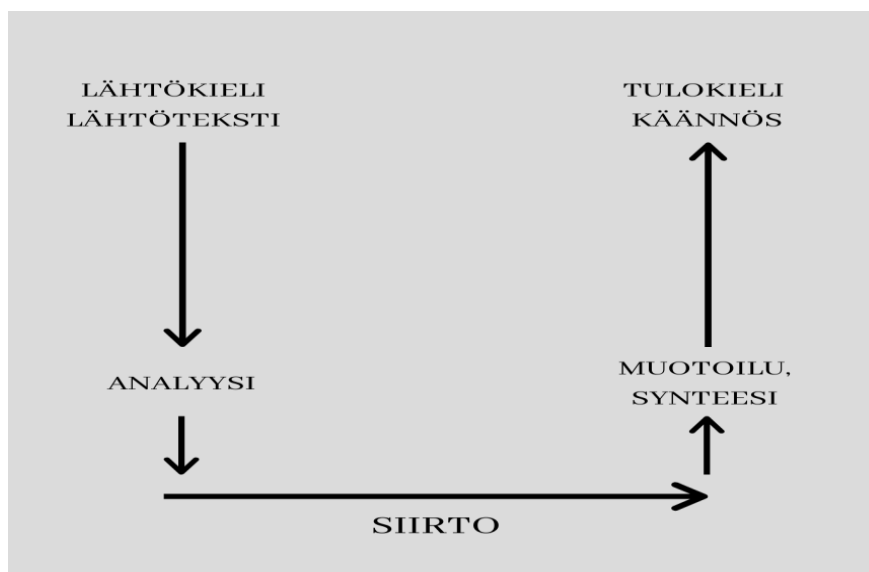 LÄHTÖKIELI
LÄHTÖTEKSTI
TULOKIELI
KÄÄNNÖS
ANALYYSI
MUOTOILU,
SYNTEESI
SIIRTO